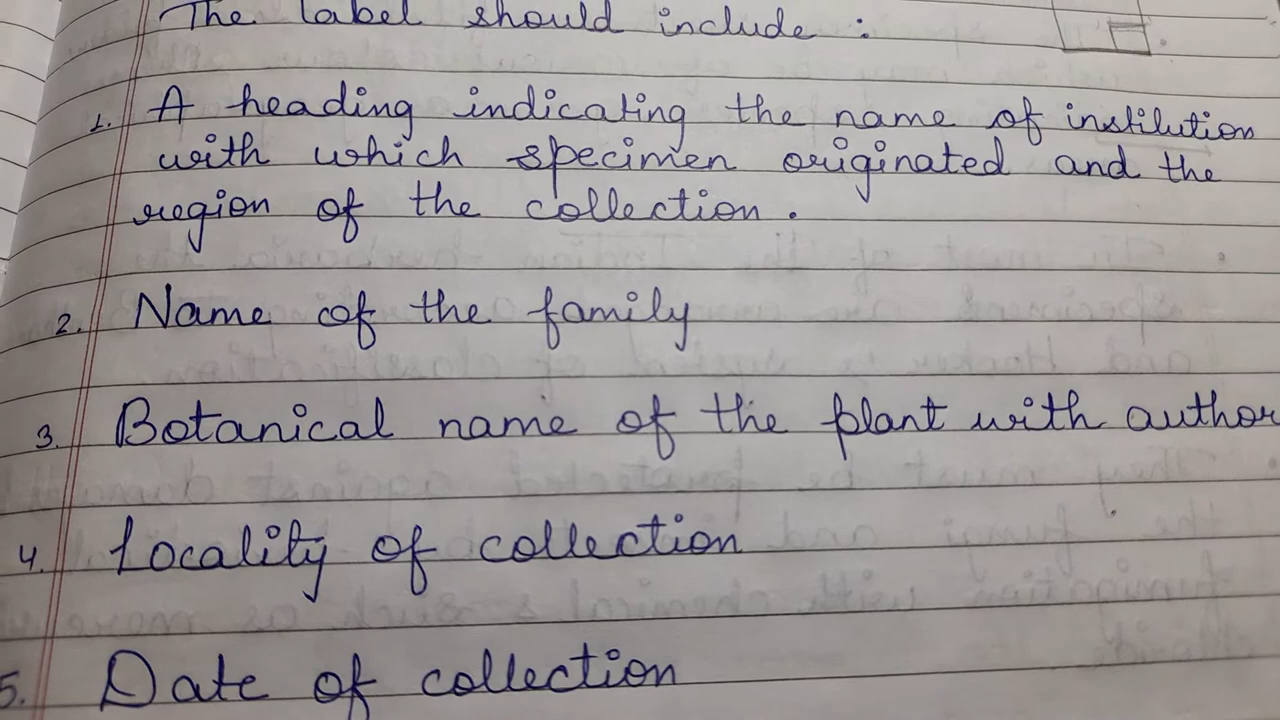 The label should include :
1. A heading indicating the name of institution
with which specimen originated and the
region of the collection.
2. Name of the family
3. Botanical name of the plant with author
4. Locality of collection
5. Date of collection